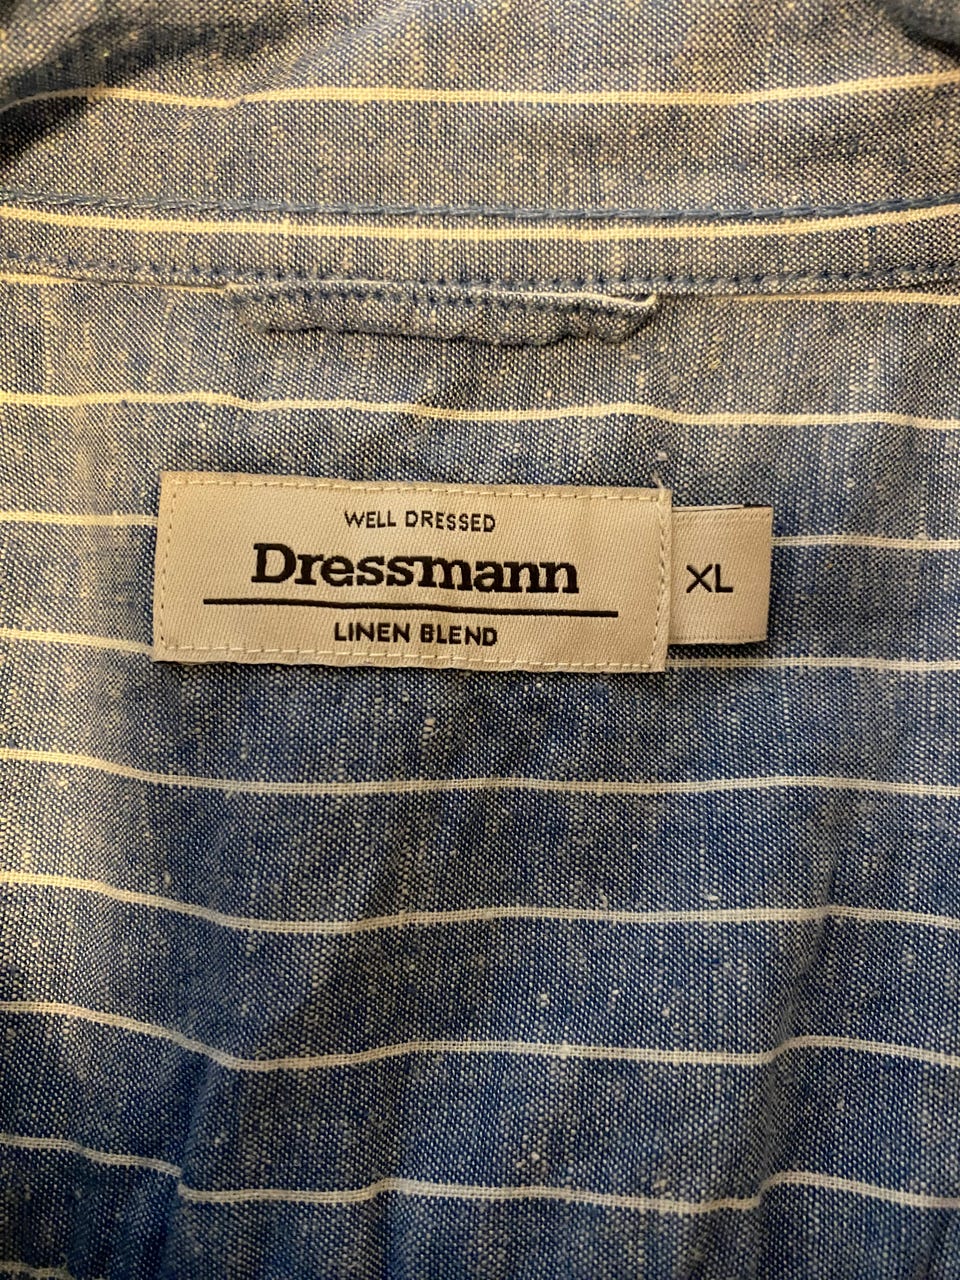 WELL DRESSED
Dressmann
LINEN BLEND
XL